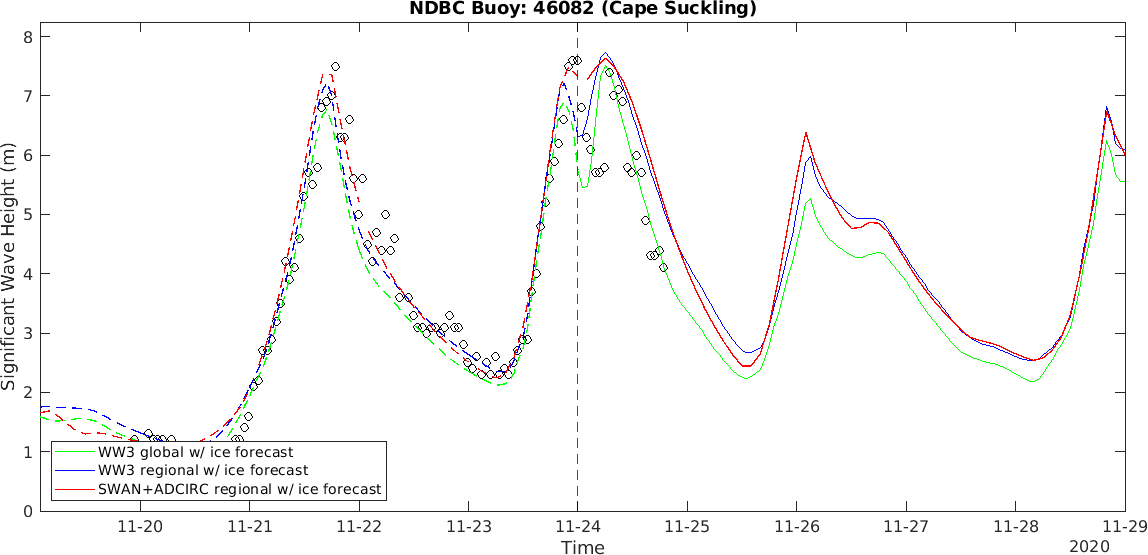 NDBC Buoy: 46082 (Cape Suckling)
8
7
6
5
4
3
2
1
0
Significant Wave Height (m)
WW3 global w/ ice forecast
WW3 regional w/ ice forecast
SWAN+ADCIRC regional w/ ice forecast
11-20 11-21 11-22 11-23 11-24 11-25 11-26 11-27 11-28 11-29
Time
2020